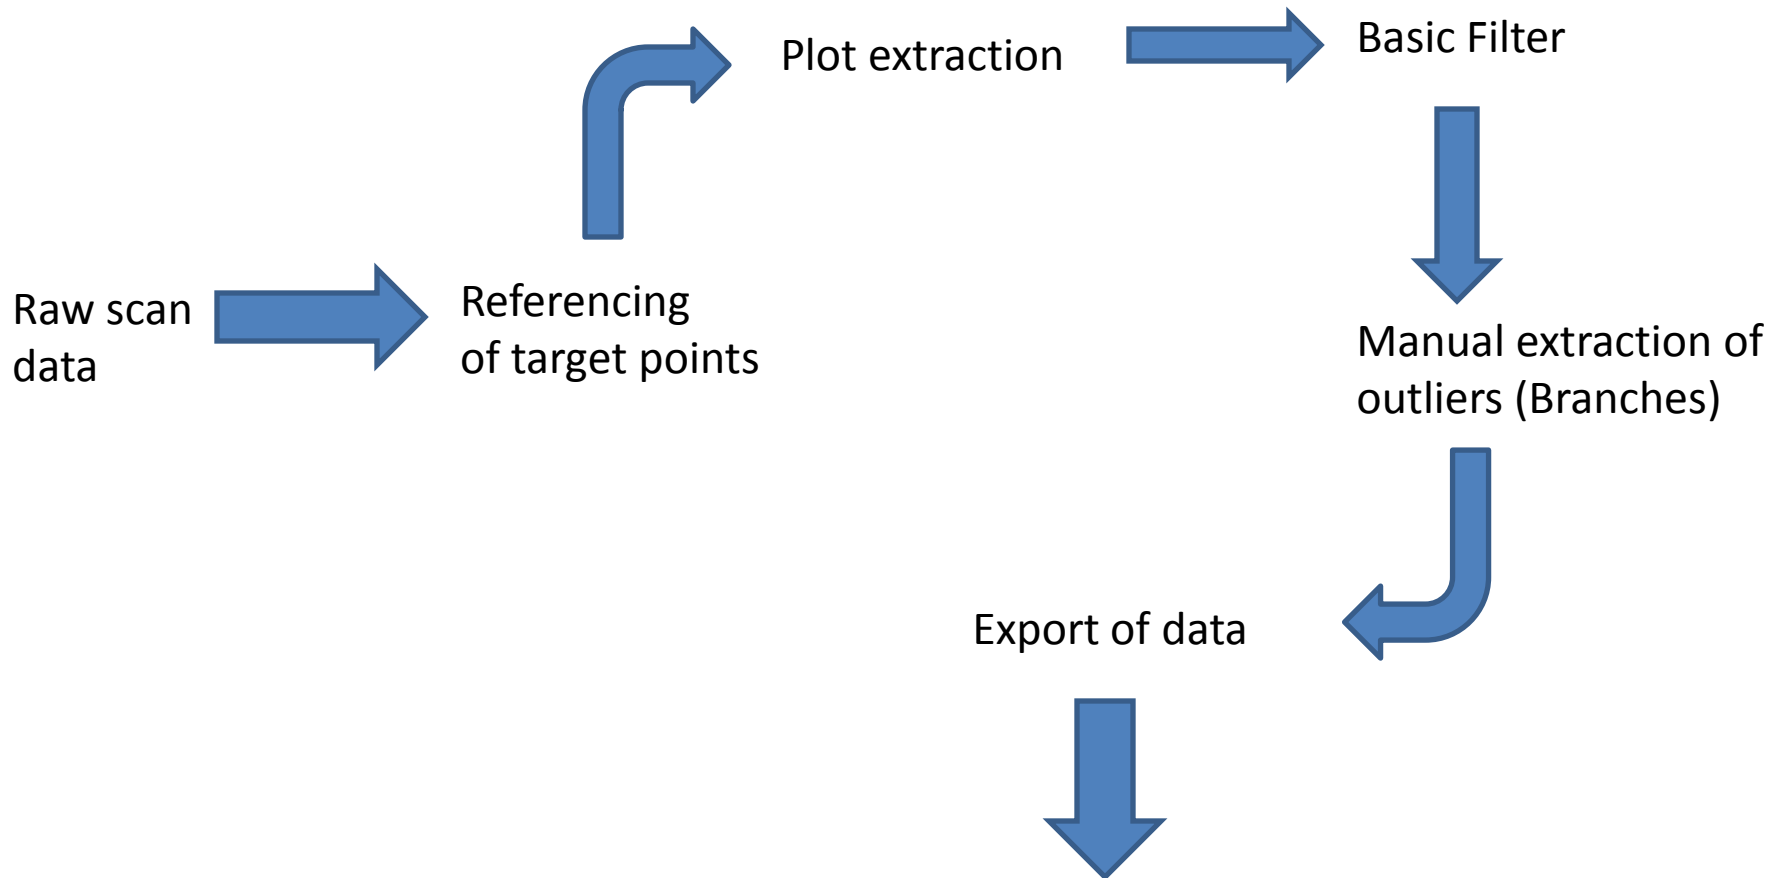 Raw scan
data
Referencing
of target points
Plot extraction
Basic Filter
Manual extraction of
outliers (Branches)
Export of data